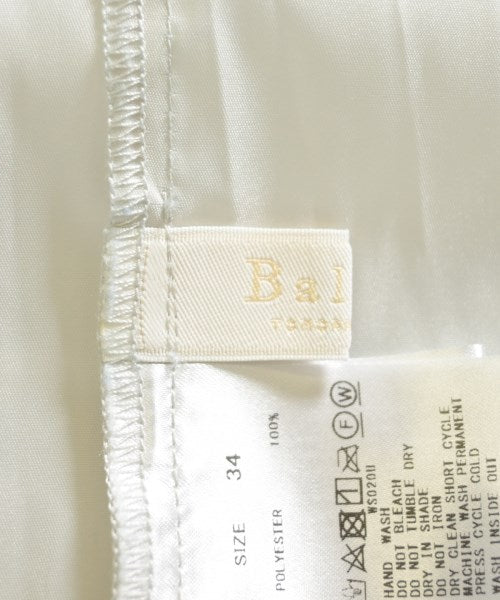 Bal
SIZE 34
POLYESTER 100%
WS020U
HAND WASH
DO NOT BLEACH
DO NOT TUMBLE DRY
DRY IN SHADE
DO NOT IRON
DRY CLEAN SHORT CYCLE
MACHINE WASH PERMANENT
PRESS CYCLE COLD
WASH INSIDE OUT